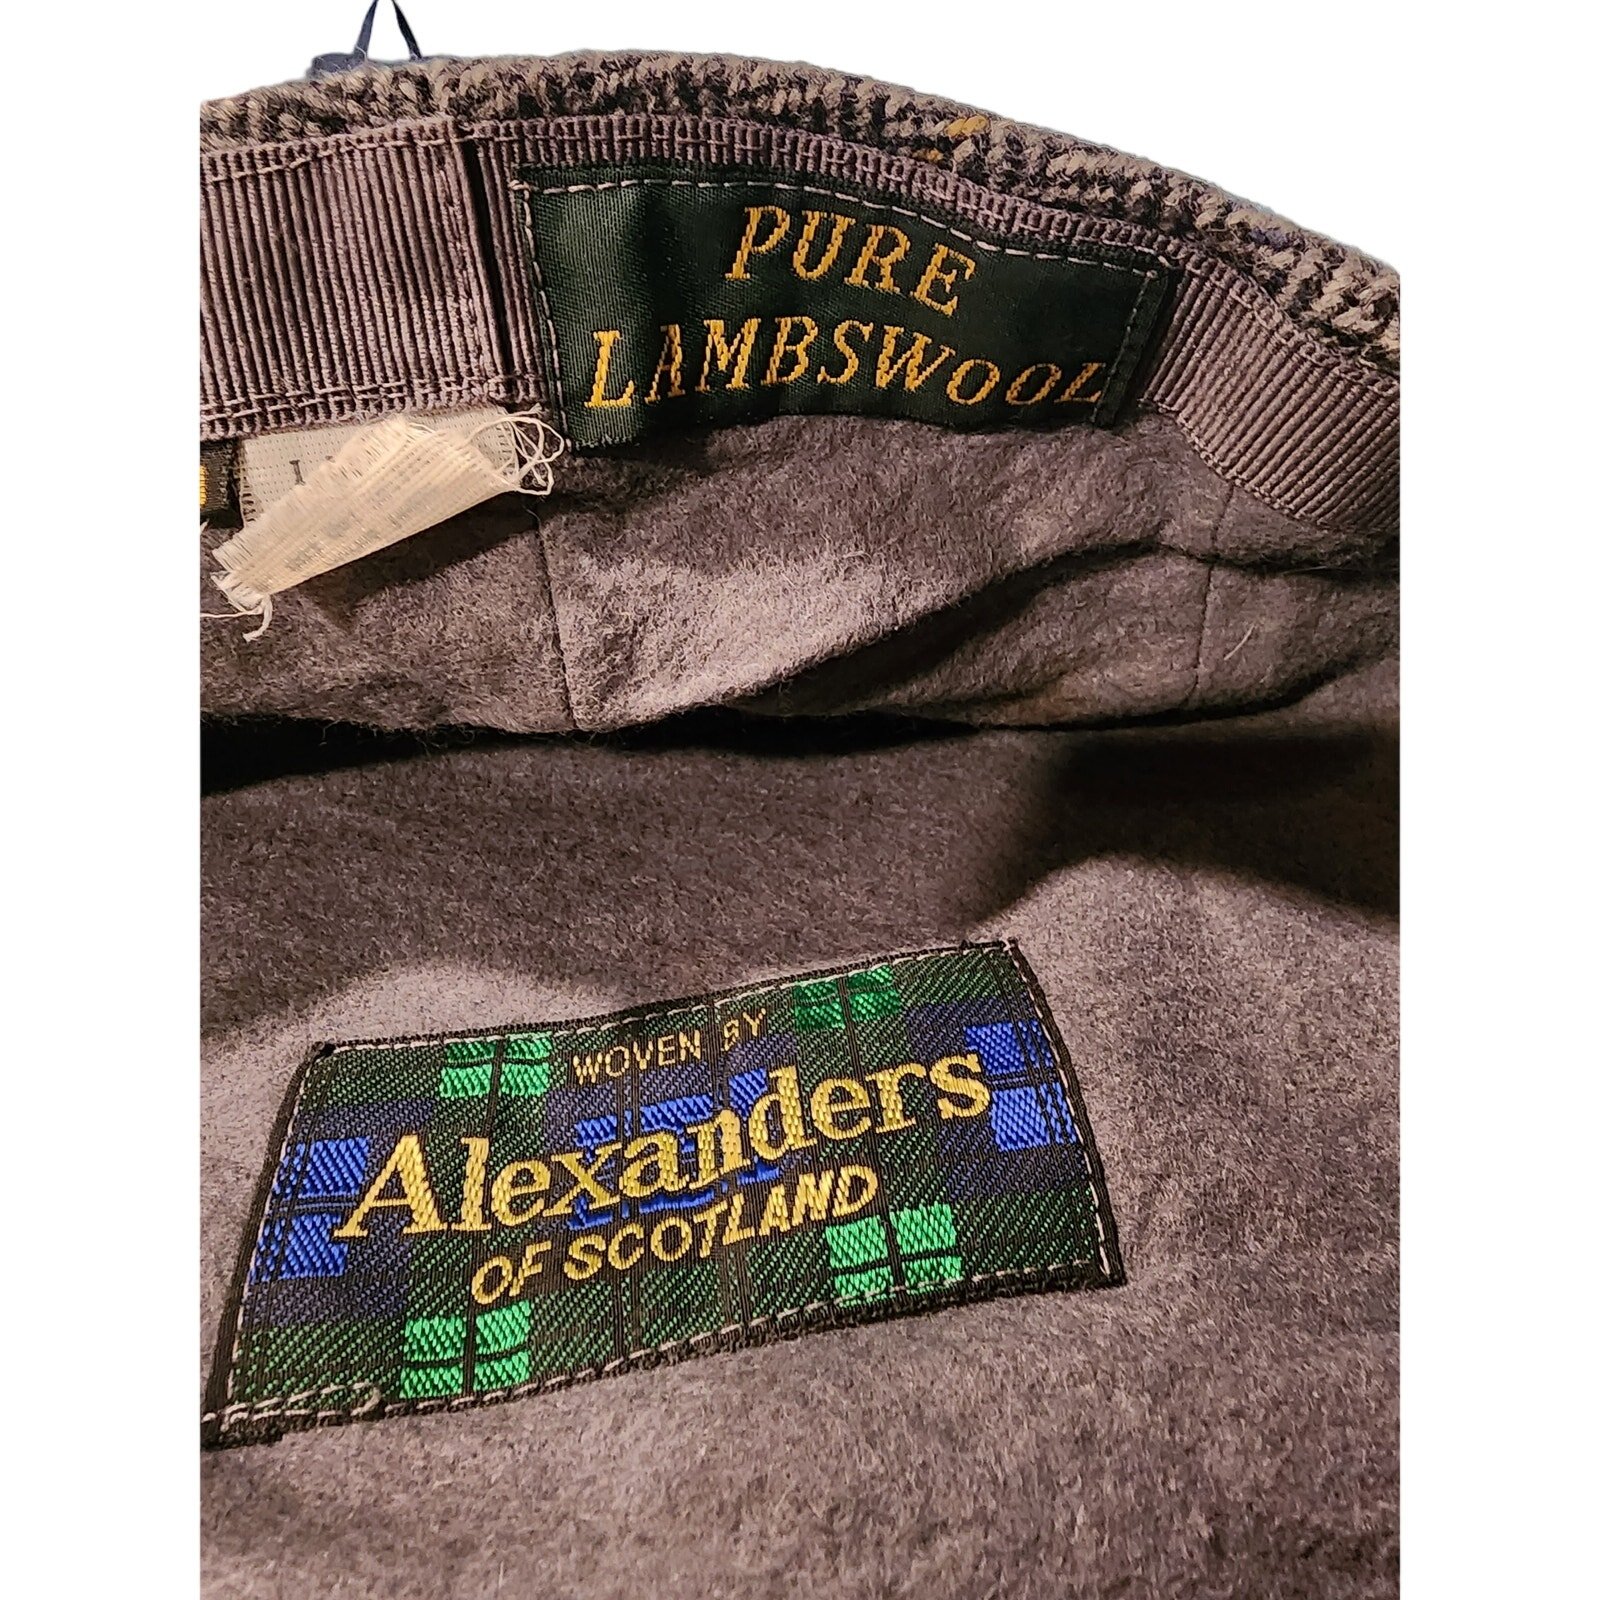 PURE
LAMBSWOOL
WOVEN BY
Alexanders
OF SCOTLAND